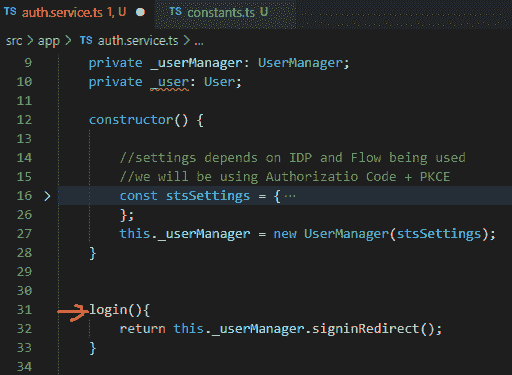 TS auth.service.ts 1, U
TS constants.ts U
src > app > TS auth.service.ts > ...
9 private _userManager: UserManager;
10 private _user: User;
11
12 constructor() {
13
14 //settings depends on IDP and Flow being used
15 //we will be using Authorizatio Code + PKCE
16 const stsSettings = { ...
26 };
27 this._userManager = new UserManager(stsSettings);
28 }
29
30
31 login(){
32 return this._userManager.signinRedirect();
33 }
34